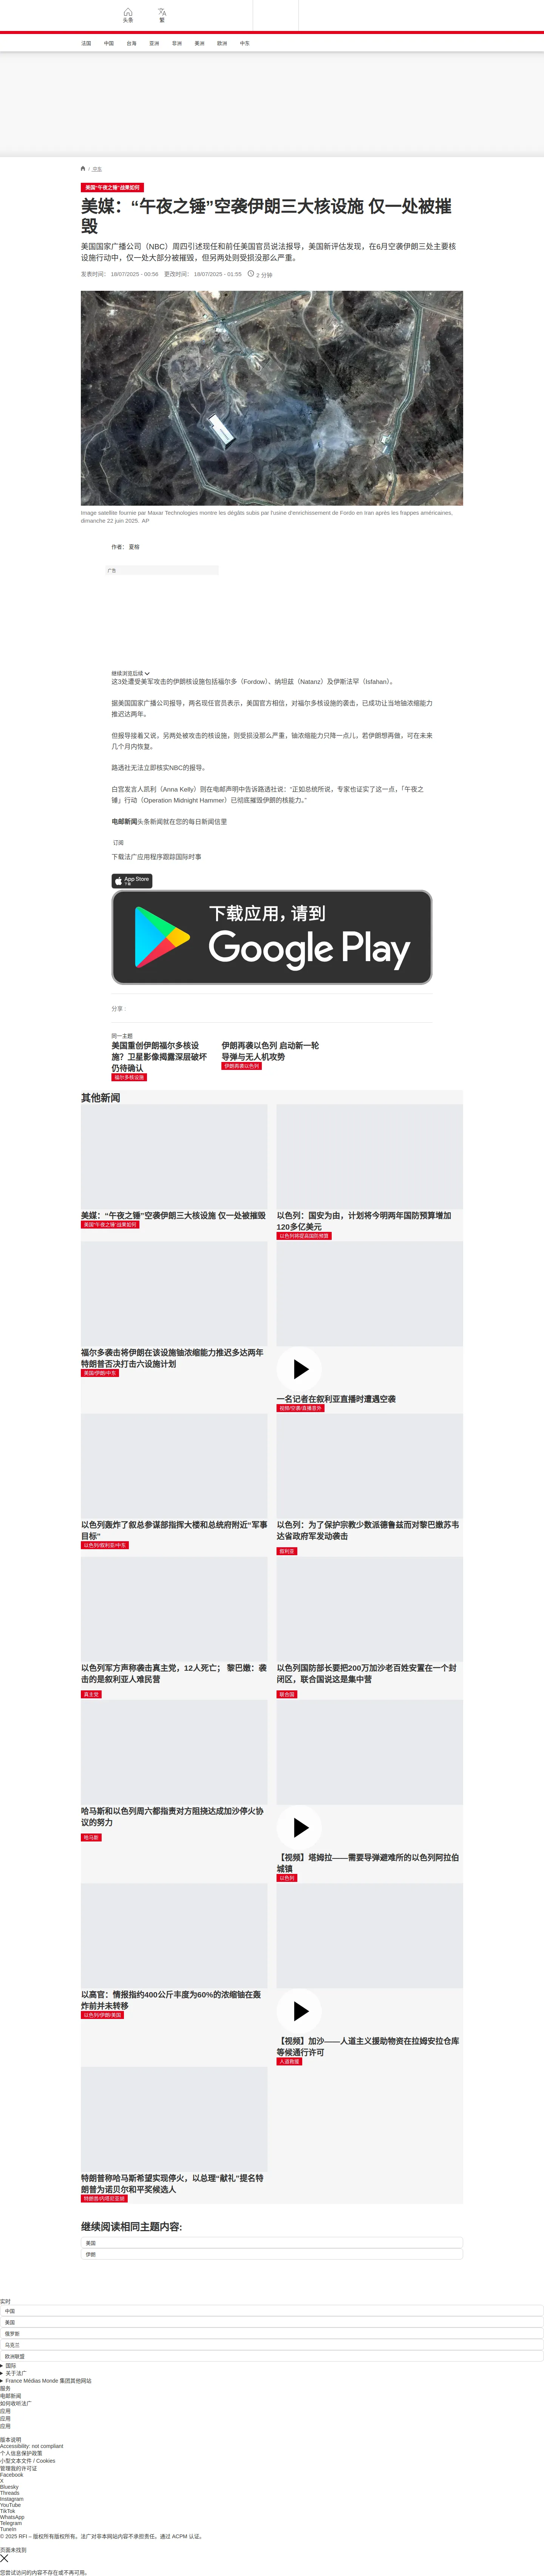 头条
繁
法国
中国
台海
亚洲
非洲
美洲
欧洲
中东
/ 中东
美国"午夜之锤"战果如何
美媒：“午夜之锤”空袭伊朗三大核设施 仅一处被摧
毁
美国国家广播公司（NBC）周四引述现任和前任美国官员说法报导，美国新评估发现，在6月空袭伊朗三处主要核
设施行动中，仅一处大部分被摧毁，但另两处则受损没那么严重。
发表时间： 18/07/2025 - 00:56 更改时间： 18/07/2025 - 01:55 2 分钟
Image satellite fournie par Maxar Technologies montre les dégâts subis par l'usine d'enrichissement de Fordo en Iran après les frappes américaines,
dimanche 22 juin 2025. AP
作者： 夏榕
广告
继续浏览后续
这3处遭受美军攻击的伊朗核设施包括福尔多（Fordow）、纳坦兹（Natanz）及伊斯法罕（Isfahan）。
据美国国家广播公司报导，两名现任官员表示，美国官方相信，对福尔多核设施的袭击，已成功让当地铀浓缩能力
推迟达两年。
但报导接着又说，另两处被攻击的核设施，则受损没那么严重，铀浓缩能力只降一点儿，若伊朗想再做，可在未来
几个月内恢复。
路透社无法立即核实NBC的报导。
白宫发言人凯利（Anna Kelly）则在电邮声明中告诉路透社说：“正如总统所说，专家也证实了这一点，「午夜之
锤」行动（Operation Midnight Hammer）已彻底摧毁伊朗的核能力。”
电邮新闻头条新闻就在您的每日新闻信里
订阅
下载法广应用程序跟踪国际时事
App Store
下载
下载应用，请到
Google Play
分享 :
同一主题
美国重创伊朗福尔多核设
施？卫星影像揭露深层破坏
仍待确认
福尔多核设施
伊朗再袭以色列 启动新一轮
导弹与无人机攻势
伊朗再袭以色列
其他新闻
美媒：“午夜之锤”空袭伊朗三大核设施 仅一处被摧毁
美国"午夜之锤"战果如何
以色列：国安为由，计划将今明两年国防预算增加
120多亿美元
以色列将提高国防预算
福尔多袭击将伊朗在该设施铀浓缩能力推迟多达两年
特朗普否决打击六设施计划
美国/伊朗/中东
一名记者在叙利亚直播时遭遇空袭
视频/空袭/直播意外
以色列轰炸了叙总参谋部指挥大楼和总统府附近“军事
目标”
以色列/叙利亚/中东
以色列：为了保护宗教少数派德鲁兹而对黎巴嫩苏韦
达省政府军发动袭击
叙利亚
以色列军方声称袭击真主党，12人死亡； 黎巴嫩：袭
击的是叙利亚人难民营
真主党
以色列国防部长要把200万加沙老百姓安置在一个封
闭区，联合国说这是集中营
联合国
哈马斯和以色列周六都指责对方阻挠达成加沙停火协
议的努力
哈马斯
【视频】塔姆拉——需要导弹避难所的以色列阿拉伯
城镇
以色列
以高官：情报指约400公斤丰度为60%的浓缩铀在轰
炸前并未转移
以色列/伊朗/美国
【视频】加沙——人道主义援助物资在拉姆安拉仓库
等候通行许可
人道救援
特朗普称哈马斯希望实现停火，以总理“献礼”提名特
朗普为诺贝尔和平奖候选人
特朗普/内塔尼亚胡
继续阅读相同主题内容:
美国
伊朗
实时
中国
美国
俄罗斯
乌克兰
欧洲联盟
国际
关于法广
France Médias Monde 集团其他网站
服务
电邮新闻
如何收听法广
应用
应用
应用
版本说明
Accessibility: not compliant
个人信息保护政策
小型文本文件 / Cookies
管理我的许可证
Facebook
X
Bluesky
Threads
Instagram
YouTube
TikTok
WhatsApp
Telegram
TuneIn
© 2025 RFI – 版权所有版权所有。法广对非本网站内容不承担责任。通过 ACPM 认证。
页面未找到
您尝试访问的内容不存在或不再可用。